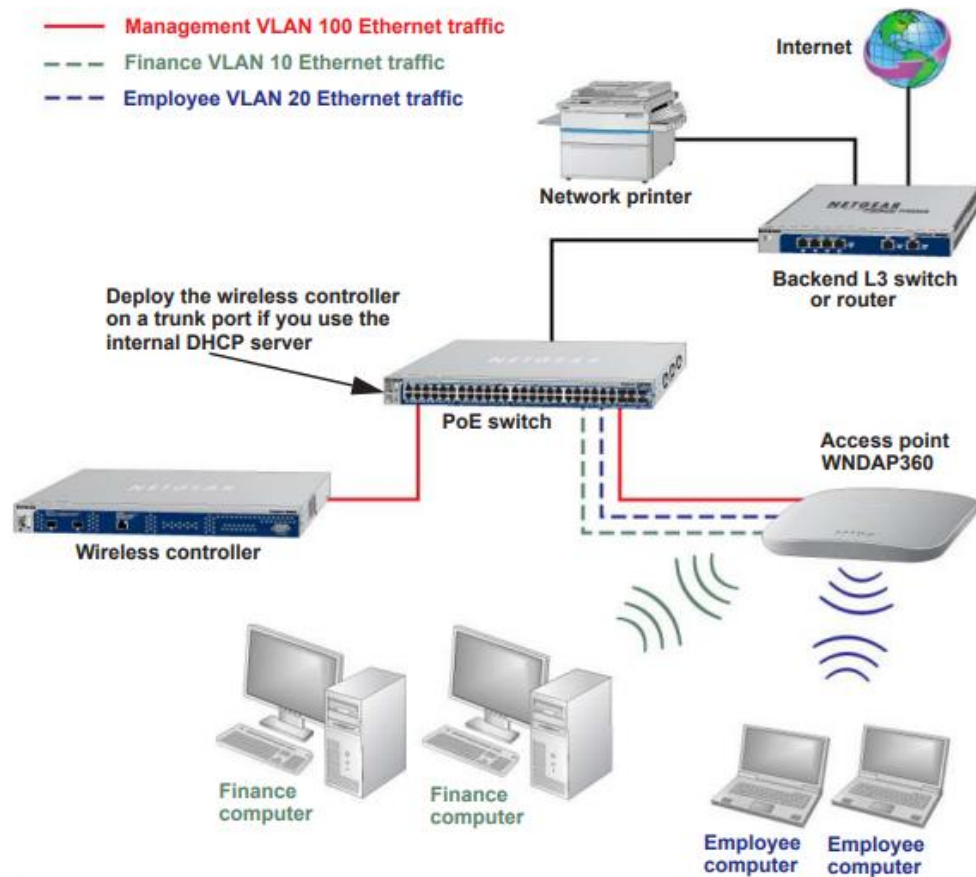 Management VLAN 100 Ethernet traffic
Finance VLAN 10 Ethernet traffic
Employee VLAN 20 Ethernet traffic
Internet
Network printer
NETGEAR
Backend L3 switch
or router
Deploy the wireless controller
on a trunk port if you use the
internal DHCP server
NETGEAR
PoE switch
Access point
WNDAP360
NETGEAR
Wireless controller
Finance
computer
Finance
computer
Employee
computer
Employee
computer